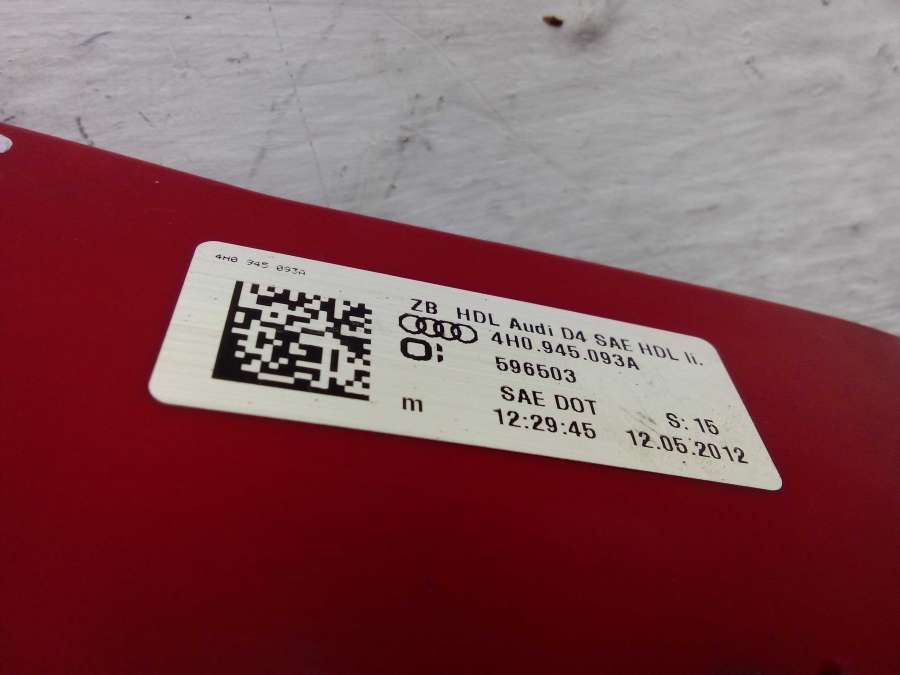 4H0 945 093A
ZB HDL Audi D4 SAE HDL li.
4H0.945.093A
596503
SAE DOT S: 15
m 12:29:45 12.05.2012